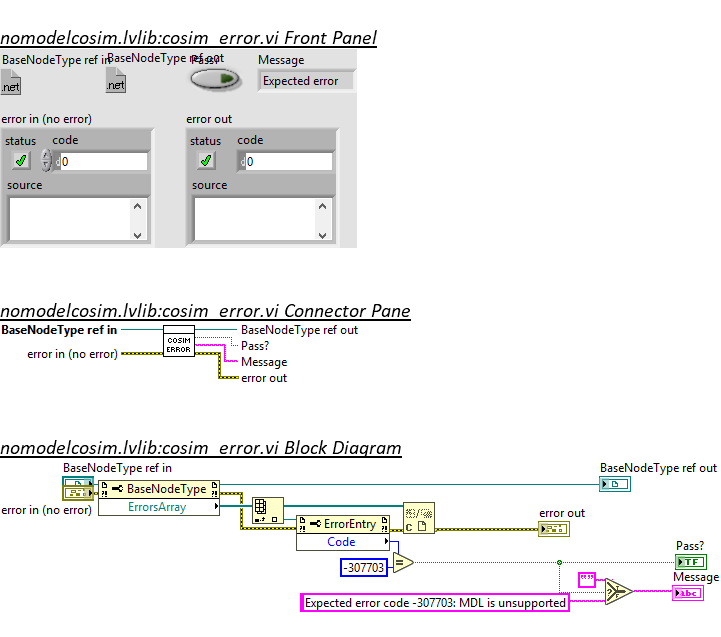 nomodelcosim.lvlib:cosim_error.vi Front Panel
BaseNodeType ref in
BaseNodeType ref out
Pass?
Message
.net
.net
Expected error
error in (no error)
error out
status
code
status
code
d0
d0
source
source
nomodelcosim.lvlib:cosim_error.vi Connector Pane
BaseNodeType ref in
BaseNodeType ref out
COSIM
ERROR
Pass?
error in (no error)
Message
error out
nomodelcosim.lvlib:cosim_error.vi Block Diagram
BaseNodeType ref in
BaseNodeType ref out
BaseNodeType
error in (no error)
ErrorsArray
error out
ErrorEntry
C
Code
Pass?
-307703
=
TF
Message
""
?
T
F
abc
Expected error code -307703: MDL is unsupported